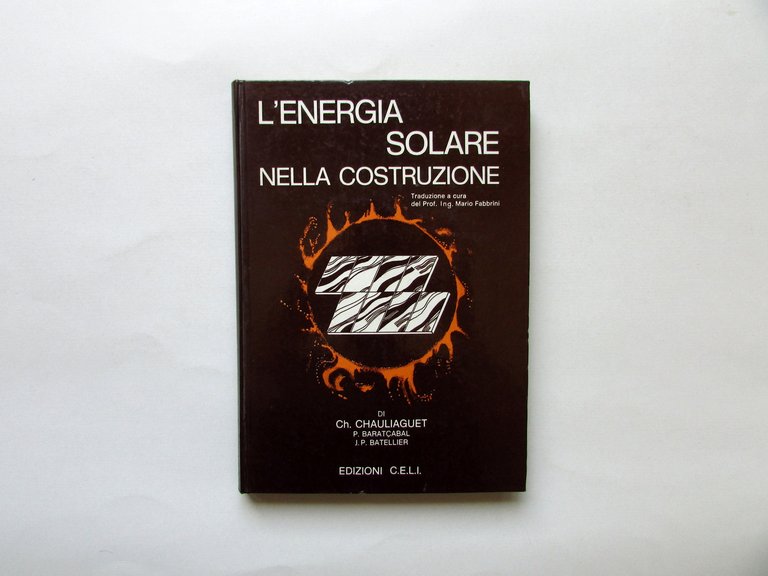 L'ENERGIA
SOLARE
NELLA COSTRUZIONE
Traduzione a cura
del Prof. Ing. Mario Fabbrini
DI
Ch. CHAULIAGUET
P. BARATÇABAL
J.P. BATELLIER
EDIZIONI C.E.L.I.